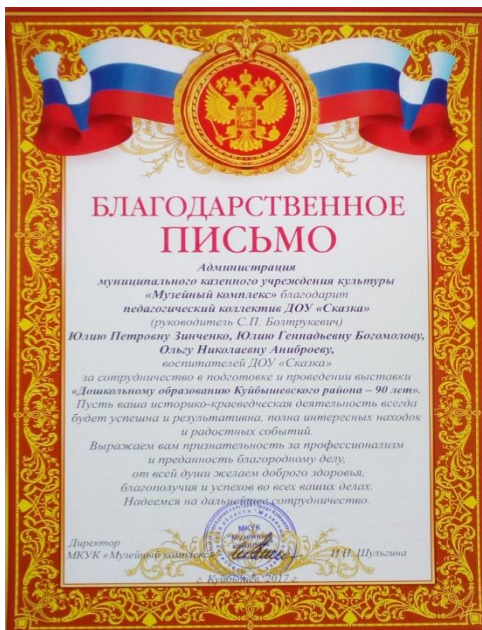 БЛАГОДАРСТВЕННОЕ
ПИСЬМО
Администрация
муниципального казенного учреждения культуры
«Музейный комплекс» благодарит
педагогический коллектив ДОУ «Сказка»
(руководитель С.П. Болтрукевич)
Юлию Петровну Зинченко, Юлию Геннадьевну Богомолову,
Ольгу Николаевну Аниброеву,
воспитателей ДОУ «Сказка»
за сотрудничество в подготовке и проведении выставки
«Дошкольному образованию Куйбышевского района – 90 лет».
Пусть ваша историко-краеведческая деятельность всегда
будет успешна и результативна, полна интересных находок
и радостных событий.
Выражаем вам признательность за профессионализм
и преданность благородному делу,
от всей души желаем доброго здоровья,
благополучия и успехов во всех ваших делах.
Надеемся на дальнейшее сотрудничество.
МКУК
Директор
МКУК «Музейный комплекс» И.Н. Шульгина
г. Куйбышев, 2017 г.